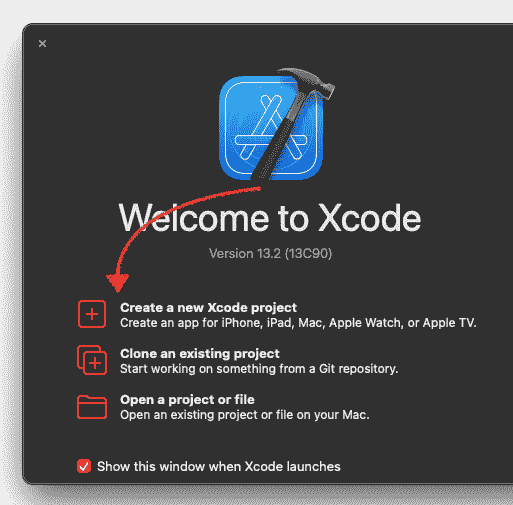 Welcome to Xcode
Version 13.2 (13C90)
Create a new Xcode project
Create an app for iPhone, iPad, Mac, Apple Watch, or Apple TV.
Clone an existing project
Start working on something from a Git repository.
Open a project or file
Open an existing project or file on your Mac.
Show this window when Xcode launches